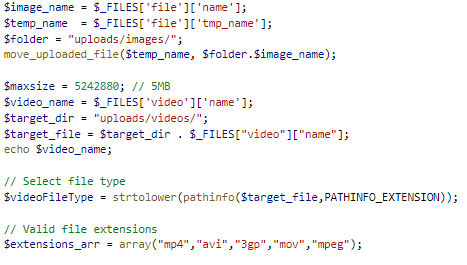 $image_name = $_FILES['file']['name'];
$temp_name  = $_FILES['file']['tmp_name'];
$folder = "uploads/images/";
move_uploaded_file($temp_name, $folder.$image_name);

$maxsize = 5242880; // 5MB
$video_name = $_FILES['video']['name'];
$target_dir = "uploads/videos/";
$target_file = $target_dir . $_FILES["video"]["name"];
echo $video_name;

// Select file type
$videoFileType = strtolower(pathinfo($target_file,PATHINFO_EXTENSION));

// Valid file extensions
$extensions_arr = array("mp4","avi","3gp","mov","mpeg");